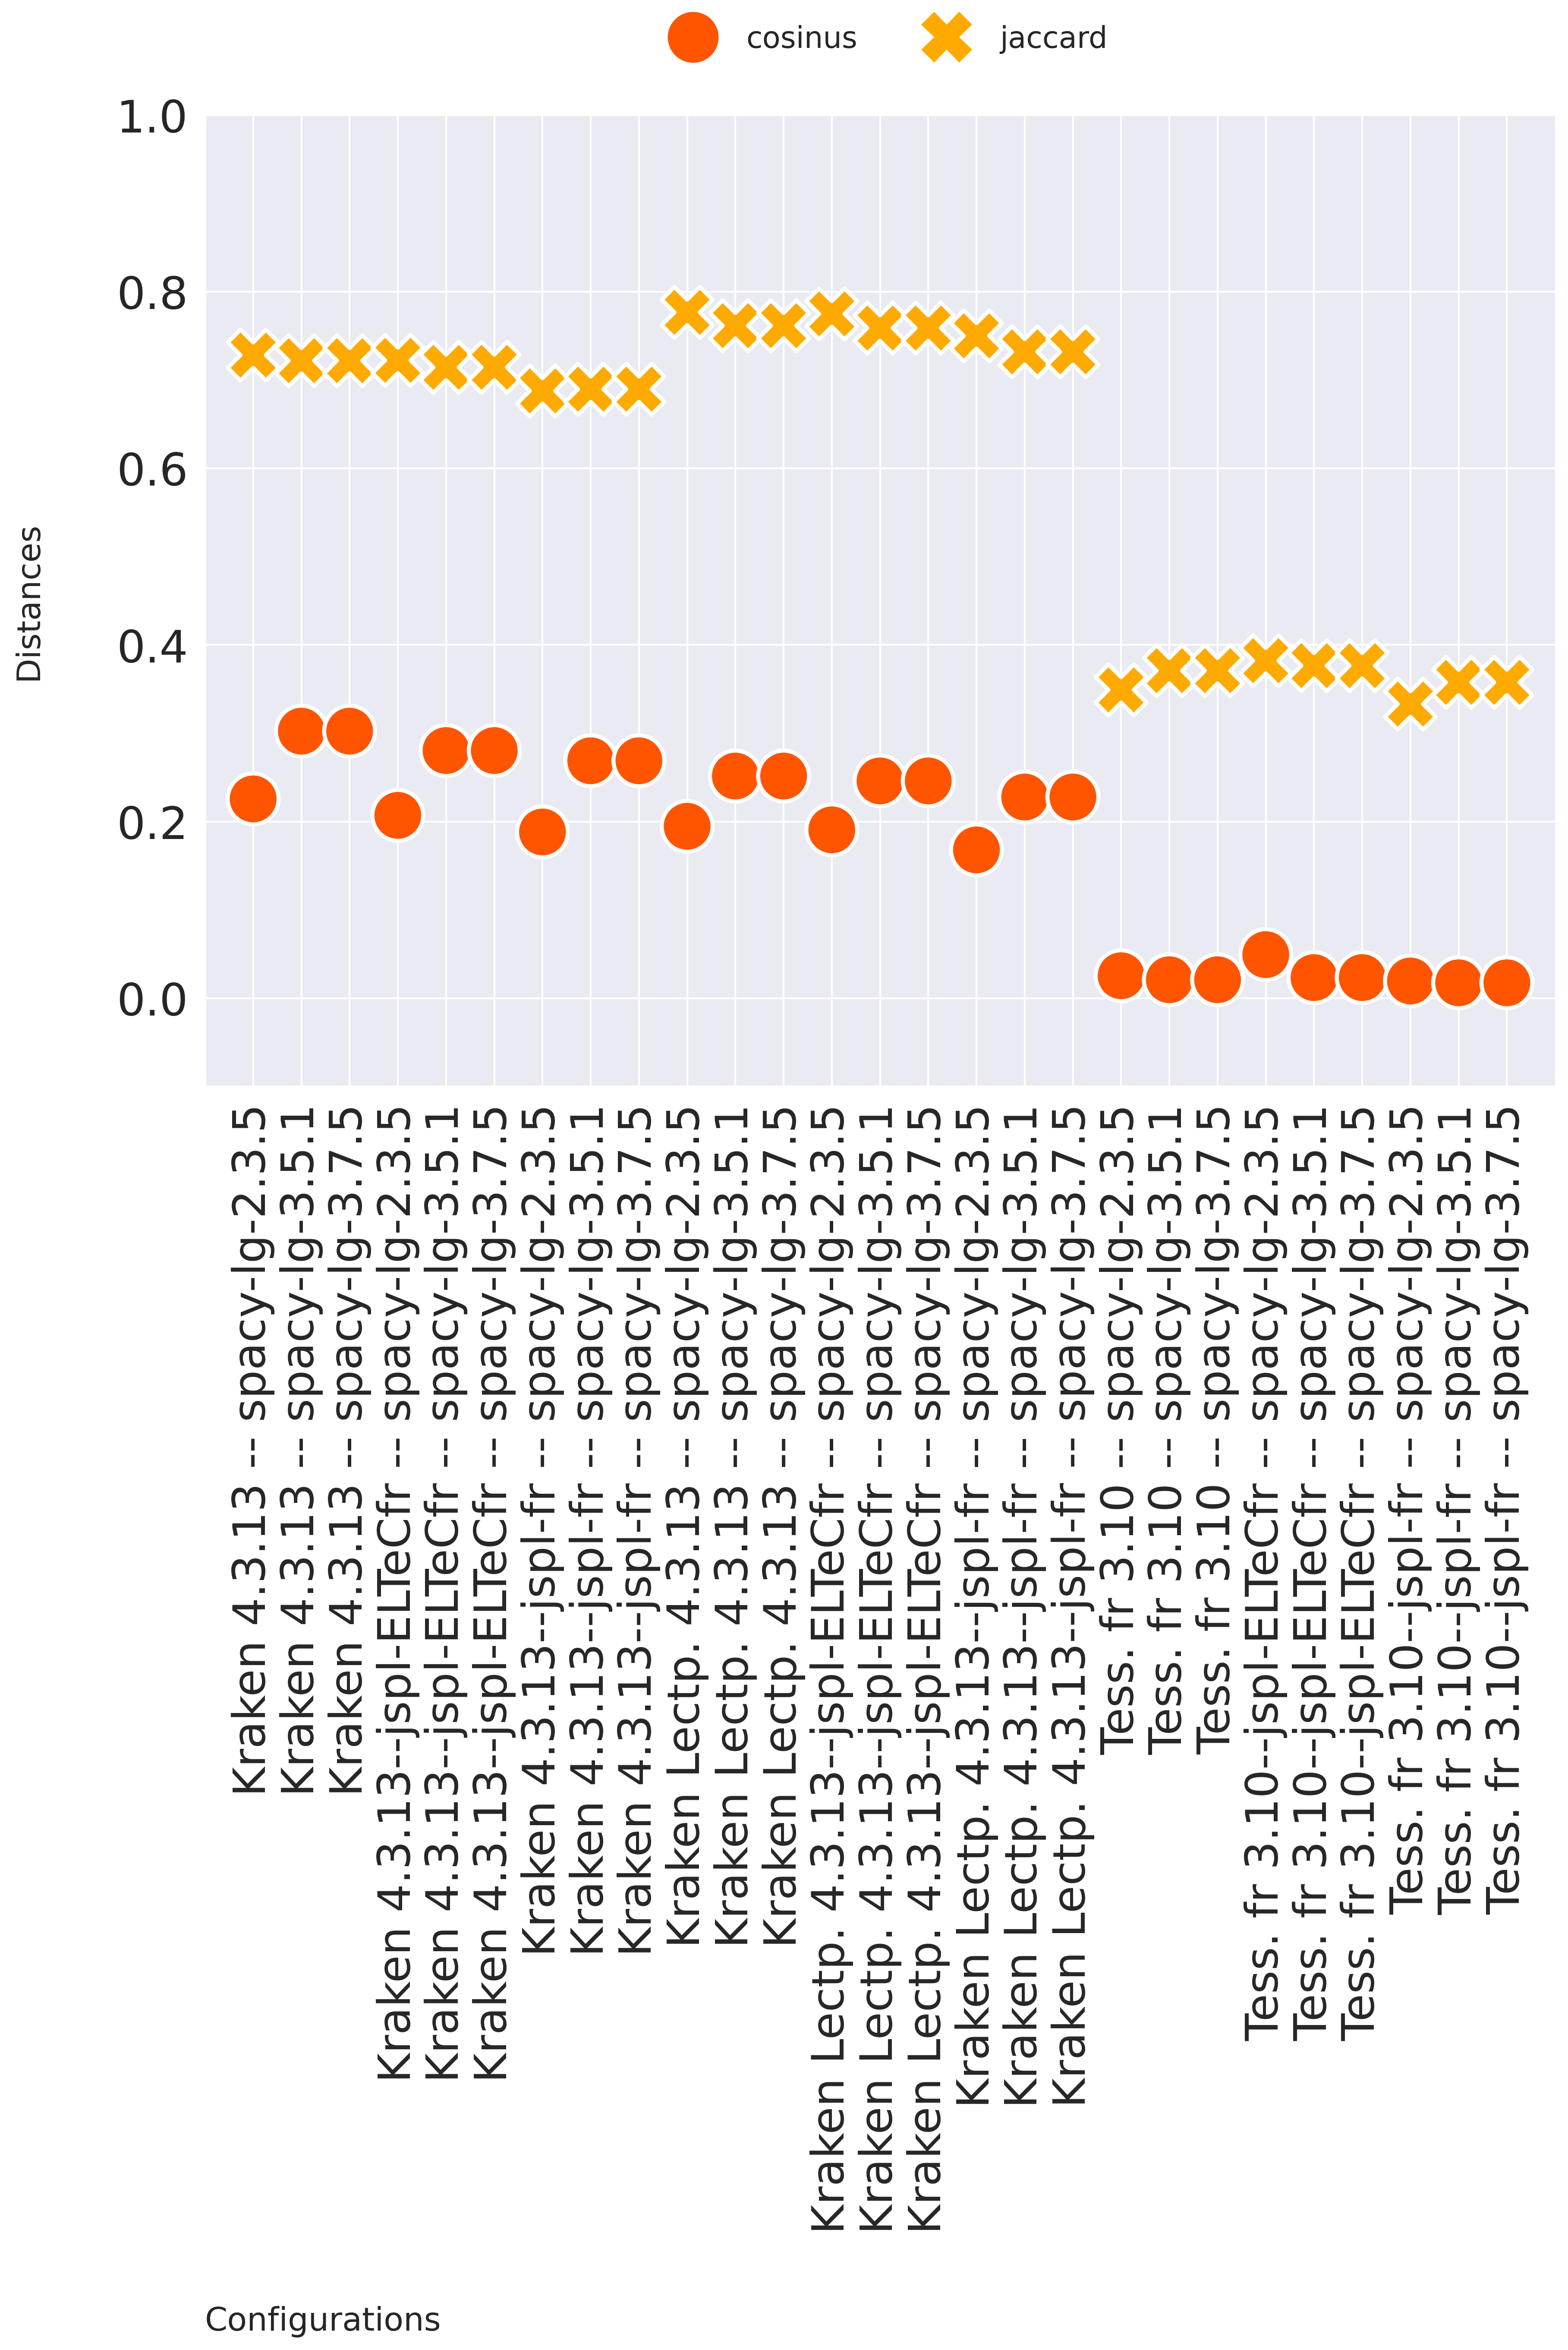 cosinus jaccard
1.0
0.8
0.6
0.4
0.2
0.0
Distances
Kraken 4.3.13 -- spacy-lg-2.3.5
Kraken 4.3.13 -- spacy-lg-3.5.1
Kraken 4.3.13 -- spacy-lg-3.7.5
Kraken 4.3.13--jspl-ELTeCfr -- spacy-lg-2.3.5
Kraken 4.3.13--jspl-ELTeCfr -- spacy-lg-3.5.1
Kraken 4.3.13--jspl-ELTeCfr -- spacy-lg-3.7.5
Kraken 4.3.13--jspl-fr -- spacy-lg-2.3.5
Kraken 4.3.13--jspl-fr -- spacy-lg-3.5.1
Kraken 4.3.13--jspl-fr -- spacy-lg-3.7.5
Kraken Lectp. 4.3.13 -- spacy-lg-2.3.5
Kraken Lectp. 4.3.13 -- spacy-lg-3.5.1
Kraken Lectp. 4.3.13 -- spacy-lg-3.7.5
Kraken Lectp. 4.3.13--jspl-ELTeCfr -- spacy-lg-2.3.5
Kraken Lectp. 4.3.13--jspl-ELTeCfr -- spacy-lg-3.5.1
Kraken Lectp. 4.3.13--jspl-ELTeCfr -- spacy-lg-3.7.5
Kraken Lectp. 4.3.13--jspl-fr -- spacy-lg-2.3.5
Kraken Lectp. 4.3.13--jspl-fr -- spacy-lg-3.5.1
Kraken Lectp. 4.3.13--jspl-fr -- spacy-lg-3.7.5
Tess. fr 3.10 -- spacy-lg-2.3.5
Tess. fr 3.10 -- spacy-lg-3.5.1
Tess. fr 3.10 -- spacy-lg-3.7.5
Tess. fr 3.10--jspl-ELTeCfr -- spacy-lg-2.3.5
Tess. fr 3.10--jspl-ELTeCfr -- spacy-lg-3.5.1
Tess. fr 3.10--jspl-ELTeCfr -- spacy-lg-3.7.5
Tess. fr 3.10--jspl-fr -- spacy-lg-2.3.5
Tess. fr 3.10--jspl-fr -- spacy-lg-3.5.1
Tess. fr 3.10--jspl-fr -- spacy-lg-3.7.5
Configurations